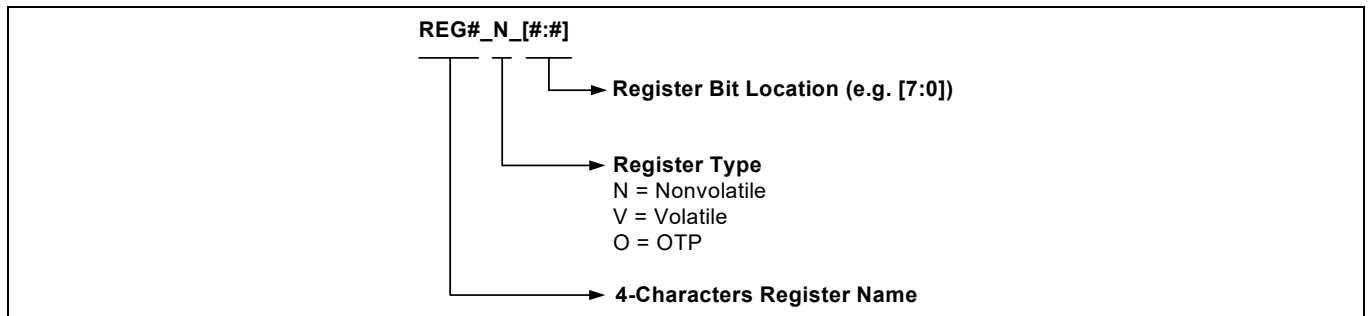 REG#_N_[#:#]
Register Bit Location (e.g. [7:0])
Register Type
N = Nonvolatile
V = Volatile
O = OTP
4-Characters Register Name